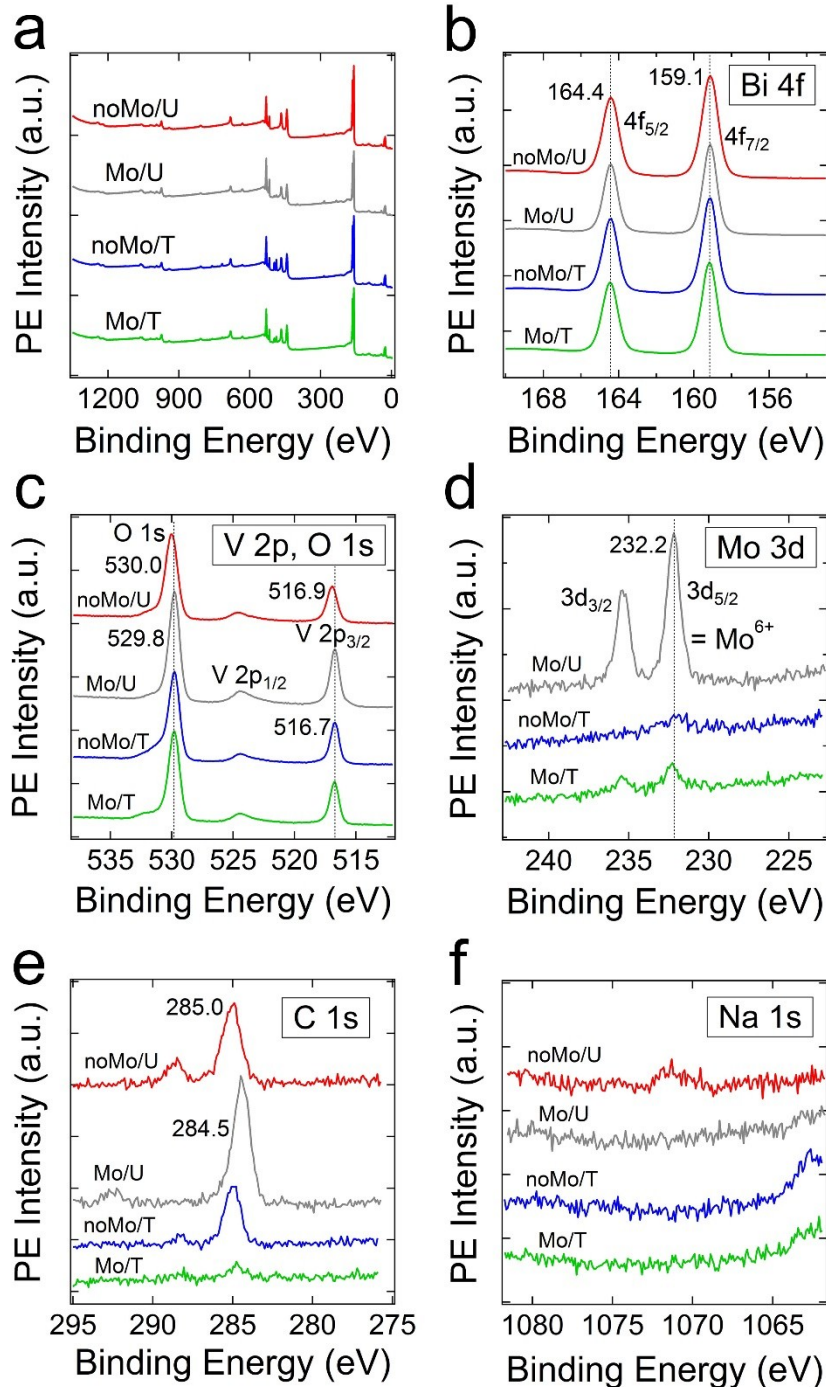 a
PE Intensity (a.u.)
noMo/U
Mo/U
noMo/T
Mo/T
1200 900 600 300 0
Binding Energy (eV)
b
PE Intensity (a.u.)
Bi 4f
164.4
159.1
4f5/2
4f7/2
noMo/U
Mo/U
noMo/T
Mo/T
168 164 160 156
Binding Energy (eV)
c
PE Intensity (a.u.)
V 2p, O 1s
O 1s
530.0
516.9
noMo/U
529.8
V 2p3/2
V 2p1/2
Mo/U
516.7
noMo/T
Mo/T
535 530 525 520 515
Binding Energy (eV)
d
PE Intensity (a.u.)
Mo 3d
232.2
3d3/2
3d5/2
= Mo6+
Mo/U
noMo/T
Mo/T
240 235 230 225
Binding Energy (eV)
e
PE Intensity (a.u.)
C 1s
285.0
noMo/U
284.5
Mo/U
noMo/T
Mo/T
295 290 285 280 275
Binding Energy (eV)
f
PE Intensity (a.u.)
Na 1s
noMo/U
Mo/U
noMo/T
Mo/T
1080 1075 1070 1065
Binding Energy (eV)